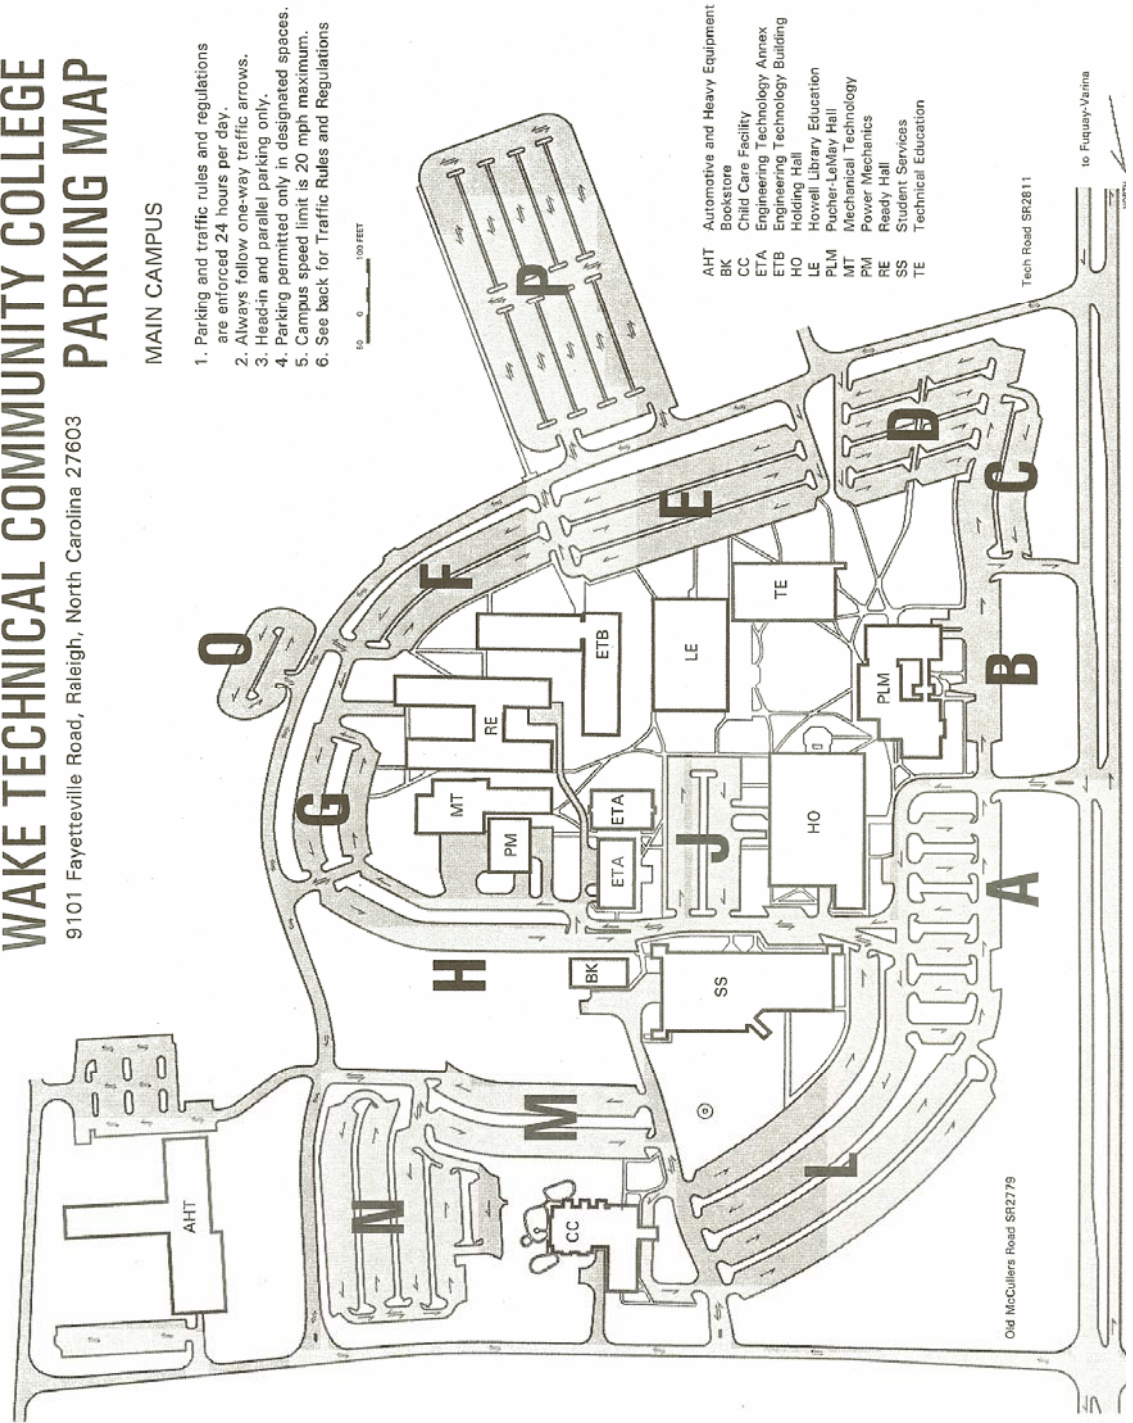 WAKE TECHNICAL COMMUNITY COLLEGE
PARKING MAP
9101 Fayetteville Road, Raleigh, North Carolina 27603
MAIN CAMPUS
1. Parking and traffic rules and regulations
are enforced 24 hours per day.
2. Always follow one-way traffic arrows.
3. Head-in and parallel parking only.
4. Parking permitted only in designated spaces.
5. Campus speed limit is 20 mph maximum.
6. See back for Traffic Rules and Regulations
50 0 100 FEET
AHT Automotive and Heavy Equipment
BK Bookstore
CC Child Care Facility
ETA Engineering Technology Annex
ETB Engineering Technology Building
HO Holding Hall
LE Howell Library Education
PLM Pucher-LeMay Hall
MT Mechanical Technology
PM Power Mechanics
RE Ready Hall
SS Student Services
TE Technical Education
O
P
G
F
E
D
C
H
J
B
A
N
M
L
AHT
RE
ETB
LE
TE
PLM
MT
PM
ETA
ETA
HO
BK
SS
CC
Tech Road SR2811
to Fuquay-Varina
NORTH
Old McCullers Road SR2779